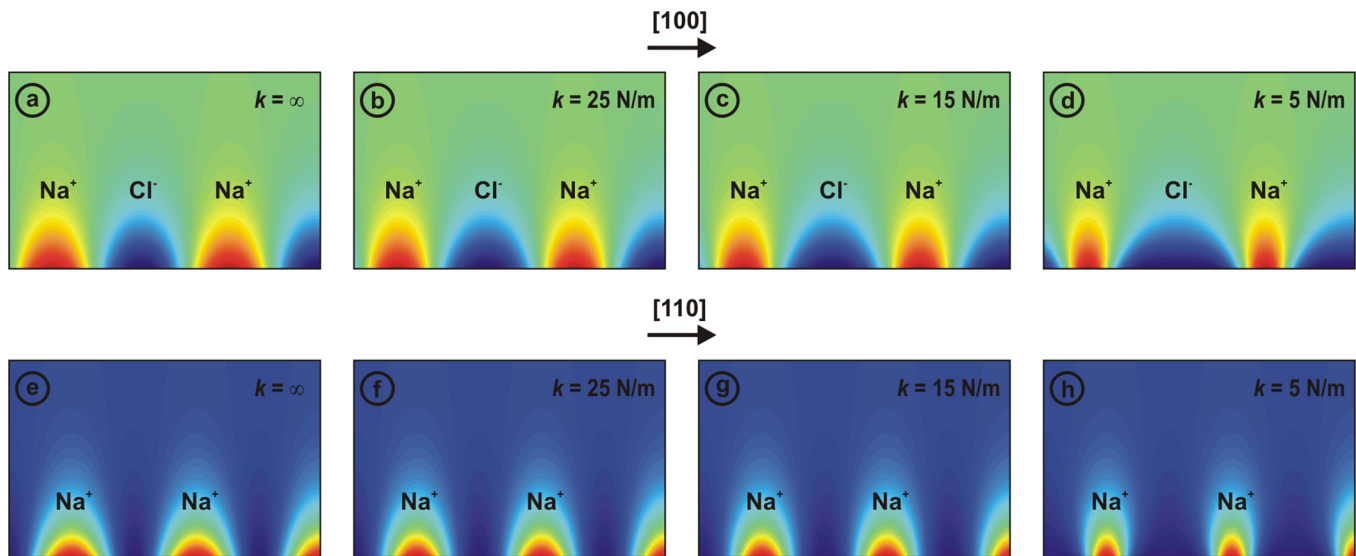 [100]
a k = ∞
b k = 25 N/m
c k = 15 N/m
d k = 5 N/m
Na⁺ Cl⁻ Na⁺
Na⁺ Cl⁻ Na⁺
Na⁺ Cl⁻ Na⁺
Na⁺ Cl⁻ Na⁺
[110]
e k = ∞
f k = 25 N/m
g k = 15 N/m
h k = 5 N/m
Na⁺ Na⁺
Na⁺ Na⁺
Na⁺ Na⁺
Na⁺ Na⁺